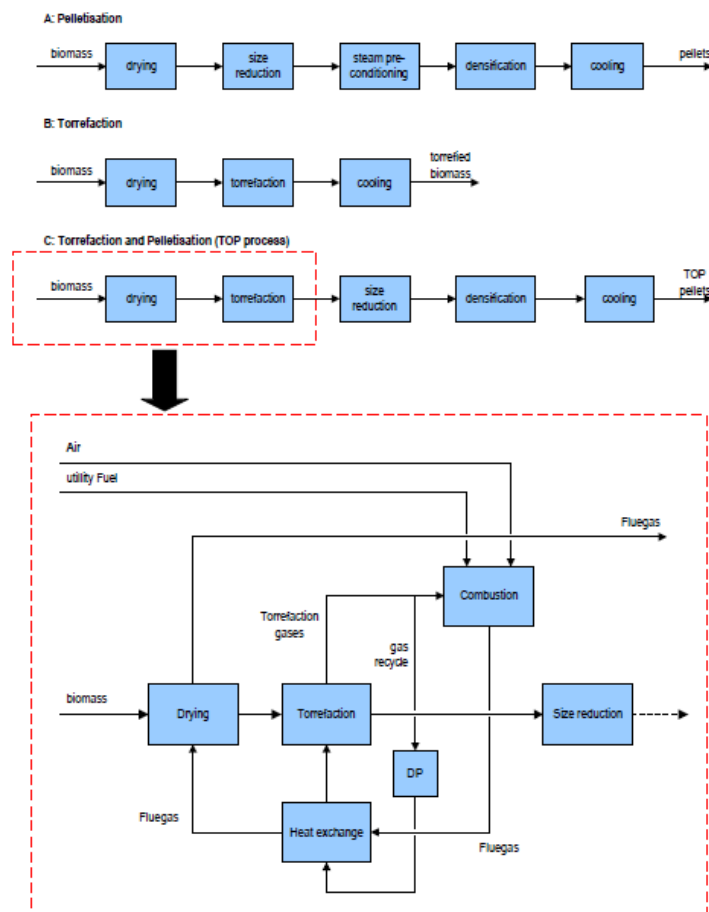 A: Pelletisation
biomass
drying
size
reduction
steam pre-
conditioning
densification
cooling
pellets
B: Torrefaction
biomass
drying
torrefaction
cooling
torrefied
biomass
C: Torrefaction and Pelletisation (TOP process)
biomass
drying
torrefaction
size
reduction
densification
cooling
TOP
pellets
Air
utility Fuel
Fluegas
Combustion
Torrefaction
gases
gas
recycle
biomass
Drying
Torrefaction
Size reduction
DP
Fluegas
Heat exchange
Fluegas